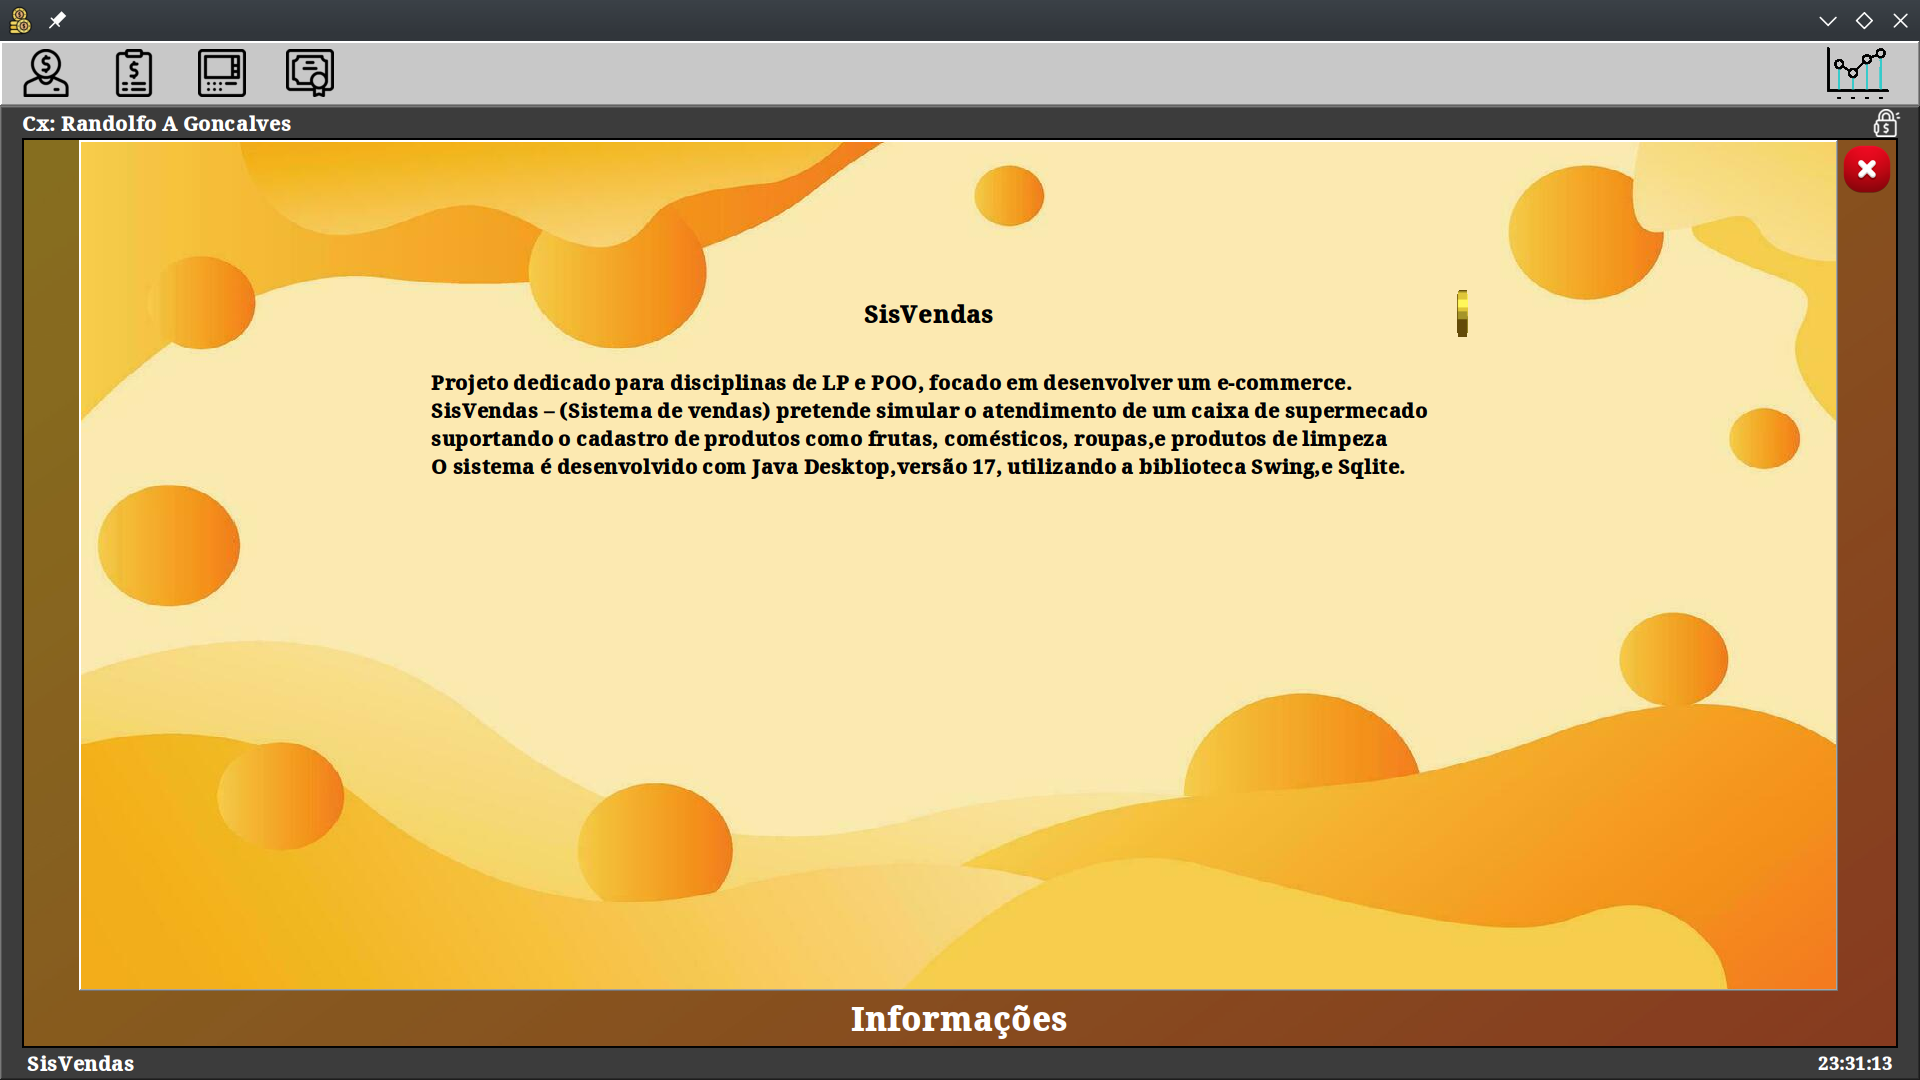 Cx: Randolfo A Goncalves
SisVendas
Projeto dedicado para disciplinas de LP e POO, focado em desenvolver um e-commerce.
SisVendas – (Sistema de vendas) pretende simular o atendimento de um caixa de supermecado
suportando o cadastro de produtos como frutas, comésticos, roupas,e produtos de limpeza
O sistema é desenvolvido com Java Desktop,versão 17, utilizando a biblioteca Swing,e Sqlite.
Informações
SisVendas
23:31:13